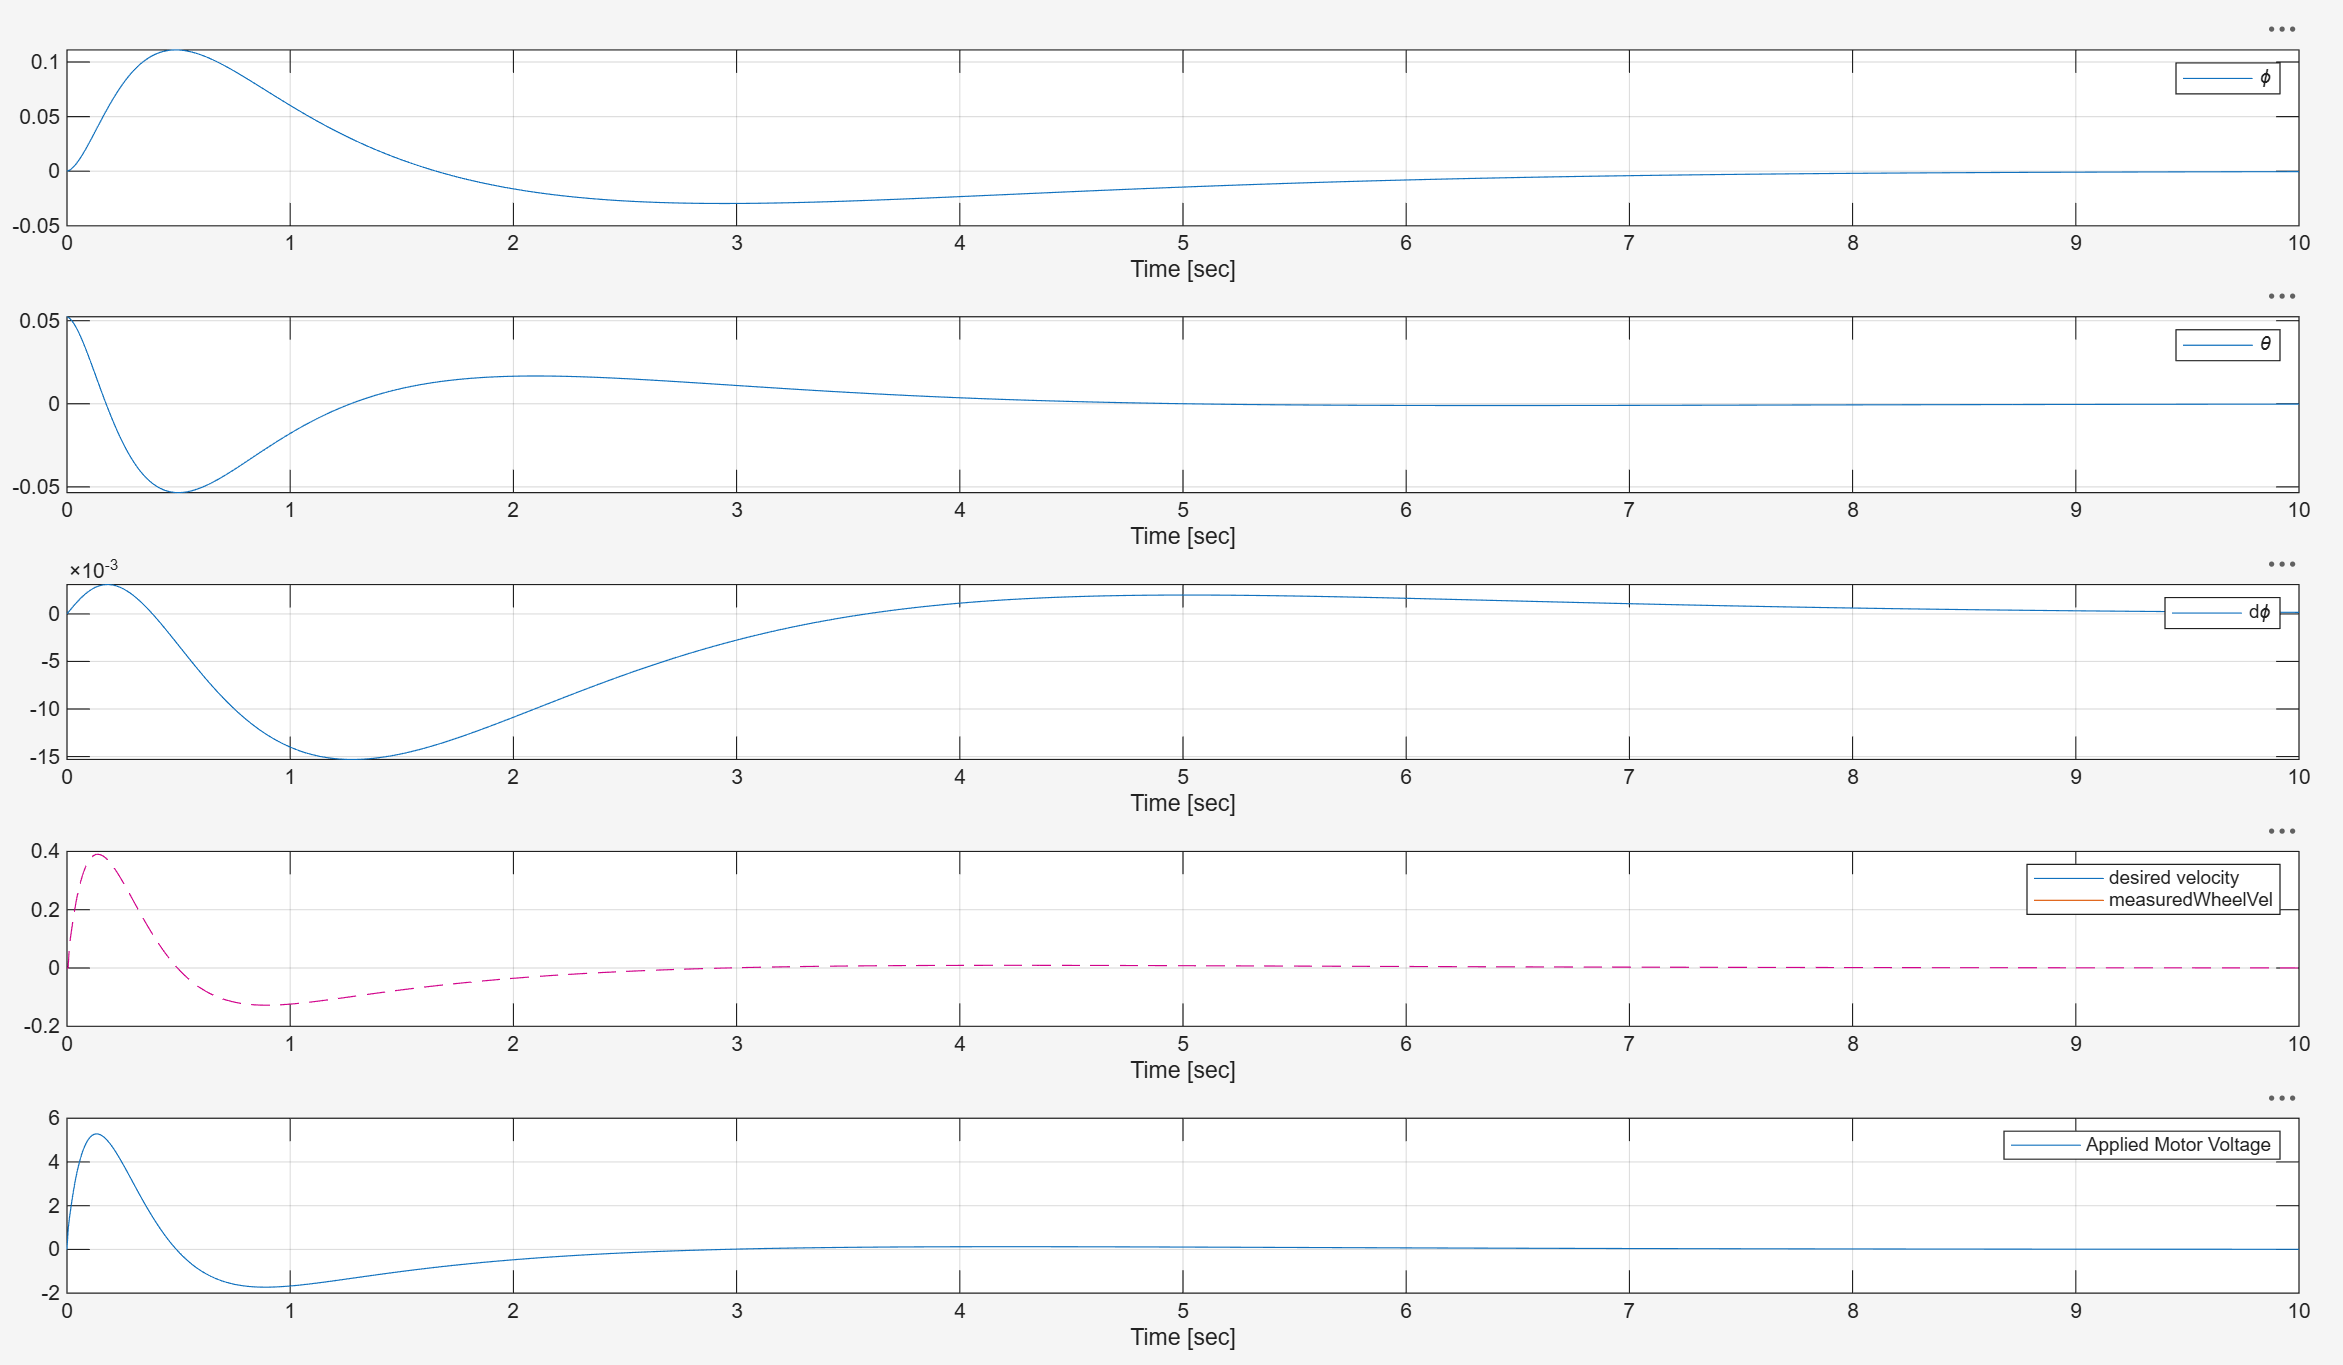 0.1
0.05
0
-0.05
ϕ
0 1 2 3 4 5 6 7 8 9 10
Time [sec]
0.05
0
-0.05
θ
0 1 2 3 4 5 6 7 8 9 10
Time [sec]
×10-3
0
-5
-10
-15
dϕ
0 1 2 3 4 5 6 7 8 9 10
Time [sec]
0.4
0.2
0
-0.2
desired velocity
measuredWheelVel
0 1 2 3 4 5 6 7 8 9 10
Time [sec]
6
4
2
0
-2
Applied Motor Voltage
0 1 2 3 4 5 6 7 8 9 10
Time [sec]